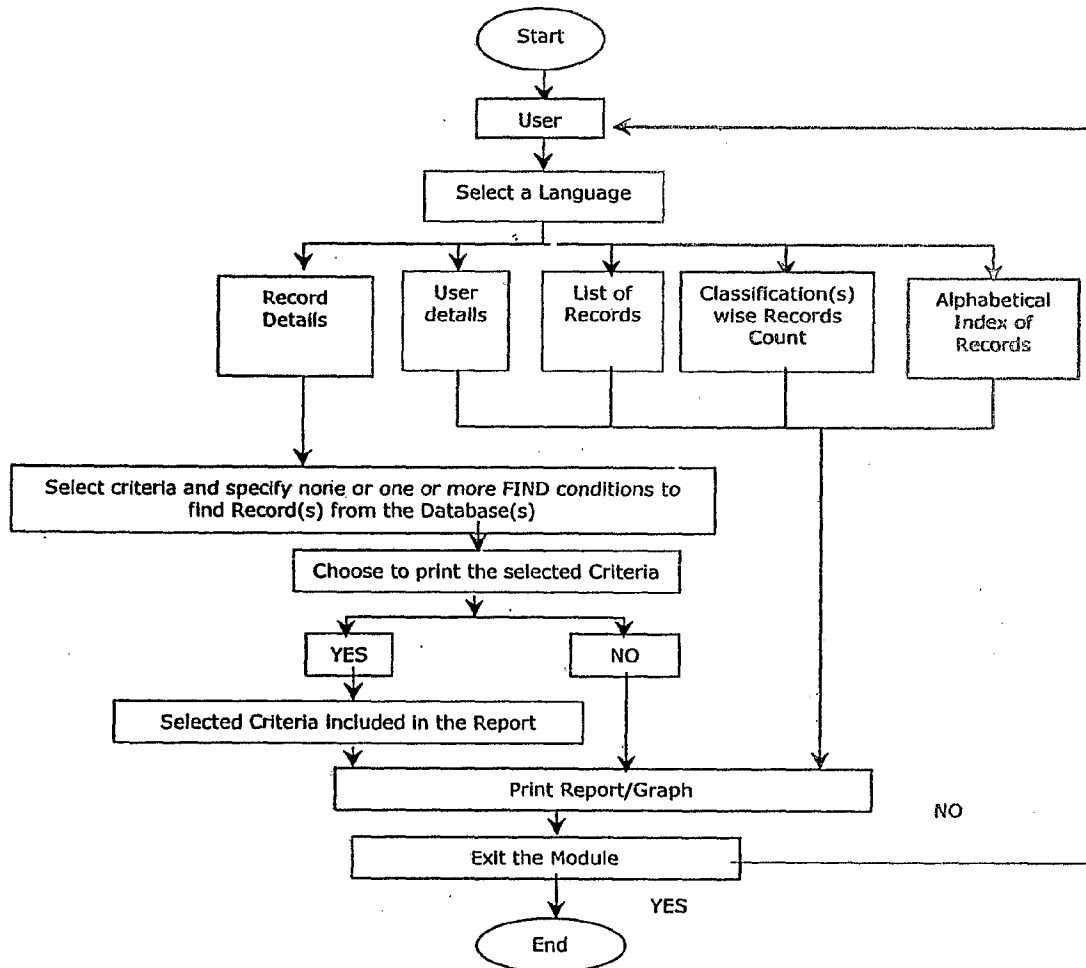 Start
User
Select a Language
Record
Details
User
details
List of
Records
Classification(s)
wise Records
Count
Alphabetical
Index of
Records
Select criteria and specify none or one or more FIND conditions to
find Record(s) from the Database(s)
Choose to print the selected Criteria
YES
NO
Selected Criteria included in the Report
Print Report/Graph
NO
Exit the Module
YES
End